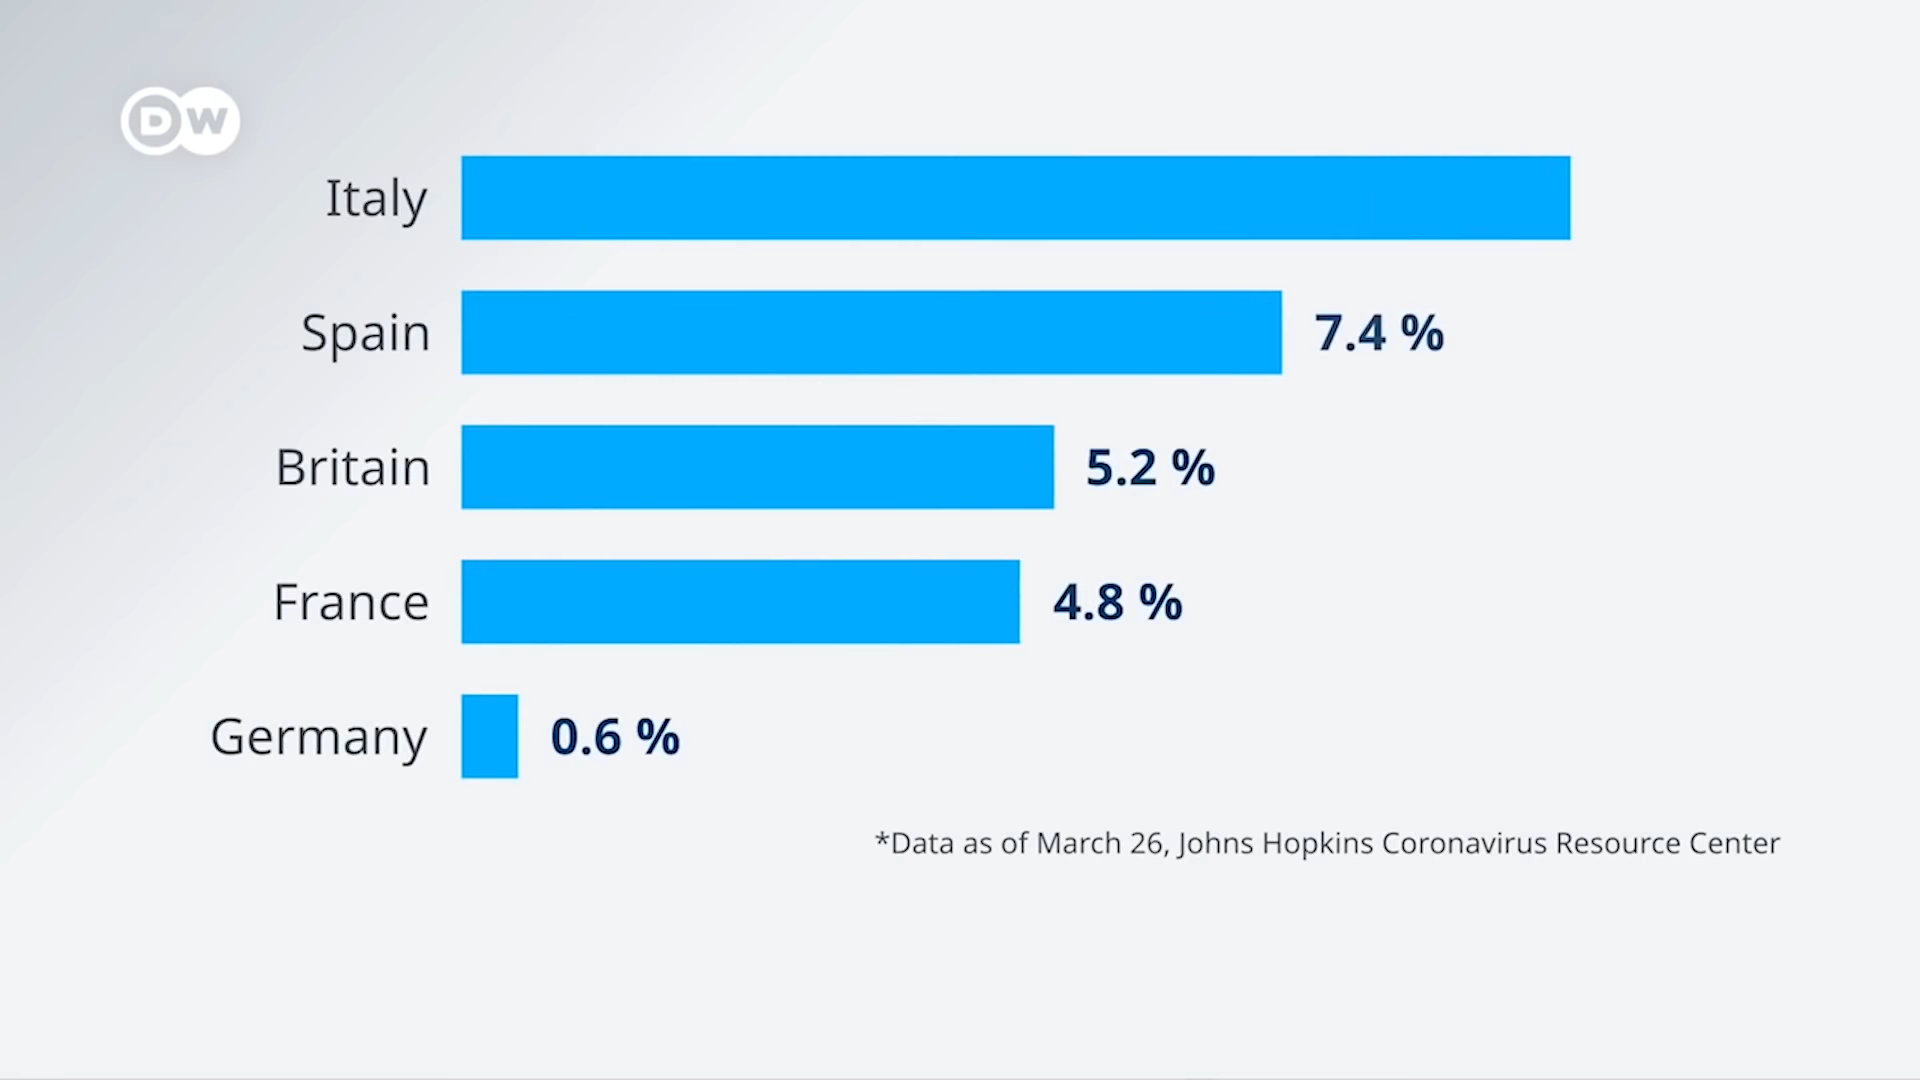 DW
Italy
Spain 7.4 %
Britain 5.2 %
France 4.8 %
Germany 0.6 %
*Data as of March 26, Johns Hopkins Coronavirus Resource Center